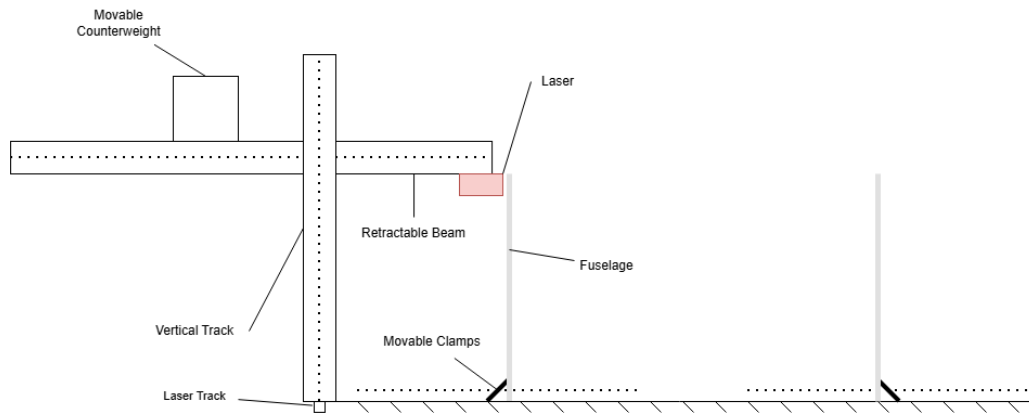 Movable
Counterweight
Laser
Retractable Beam
Fuselage
Vertical Track
Movable Clamps
Laser Track